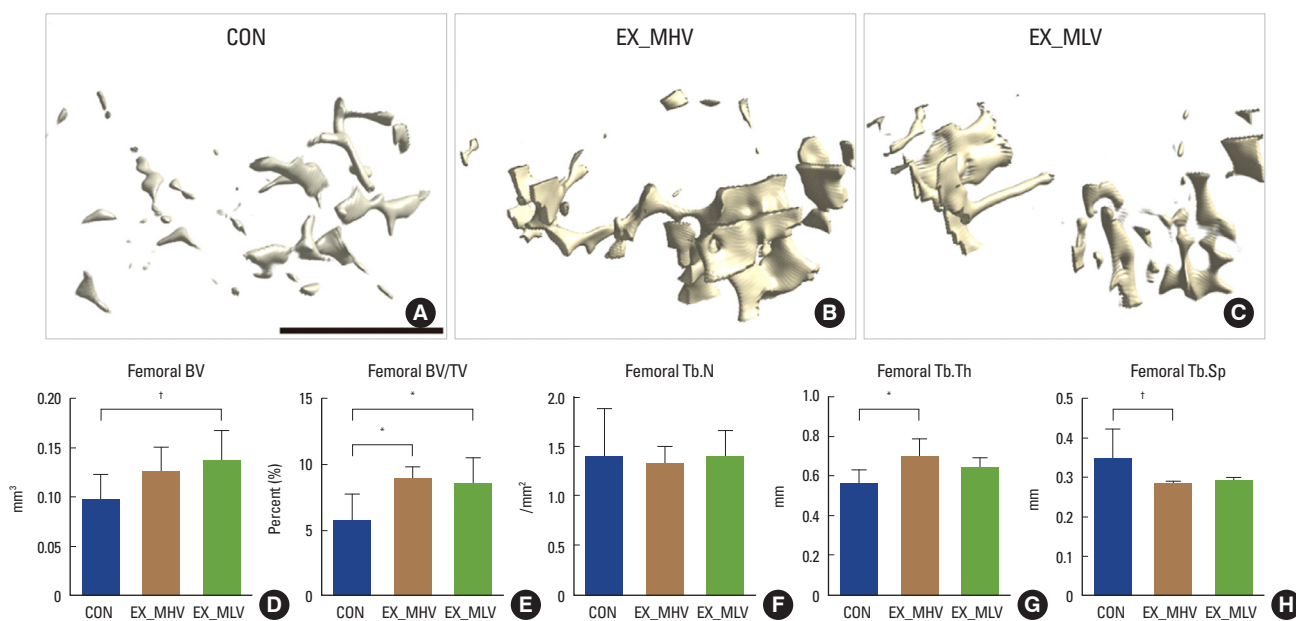 CON
EX_MHV
EX_MLV
A
B
C
Femoral BV
Femoral BV/TV
Femoral Tb.N
Femoral Tb.Th
Femoral Tb.Sp
mm³
0.20
0.15
0.10
0.05
0
†
CON
EX_MHV
EX_MLV
D
Percent (%)
15
10
5
0
*
*
CON
EX_MHV
EX_MLV
E
/mm²
2.0
1.5
1.0
0.5
0
CON
EX_MHV
EX_MLV
F
mm
1.0
0.8
0.6
0.4
0.2
0
*
CON
EX_MHV
EX_MLV
G
mm
0.5
0.4
0.3
0.2
0.1
0
†
CON
EX_MHV
EX_MLV
H